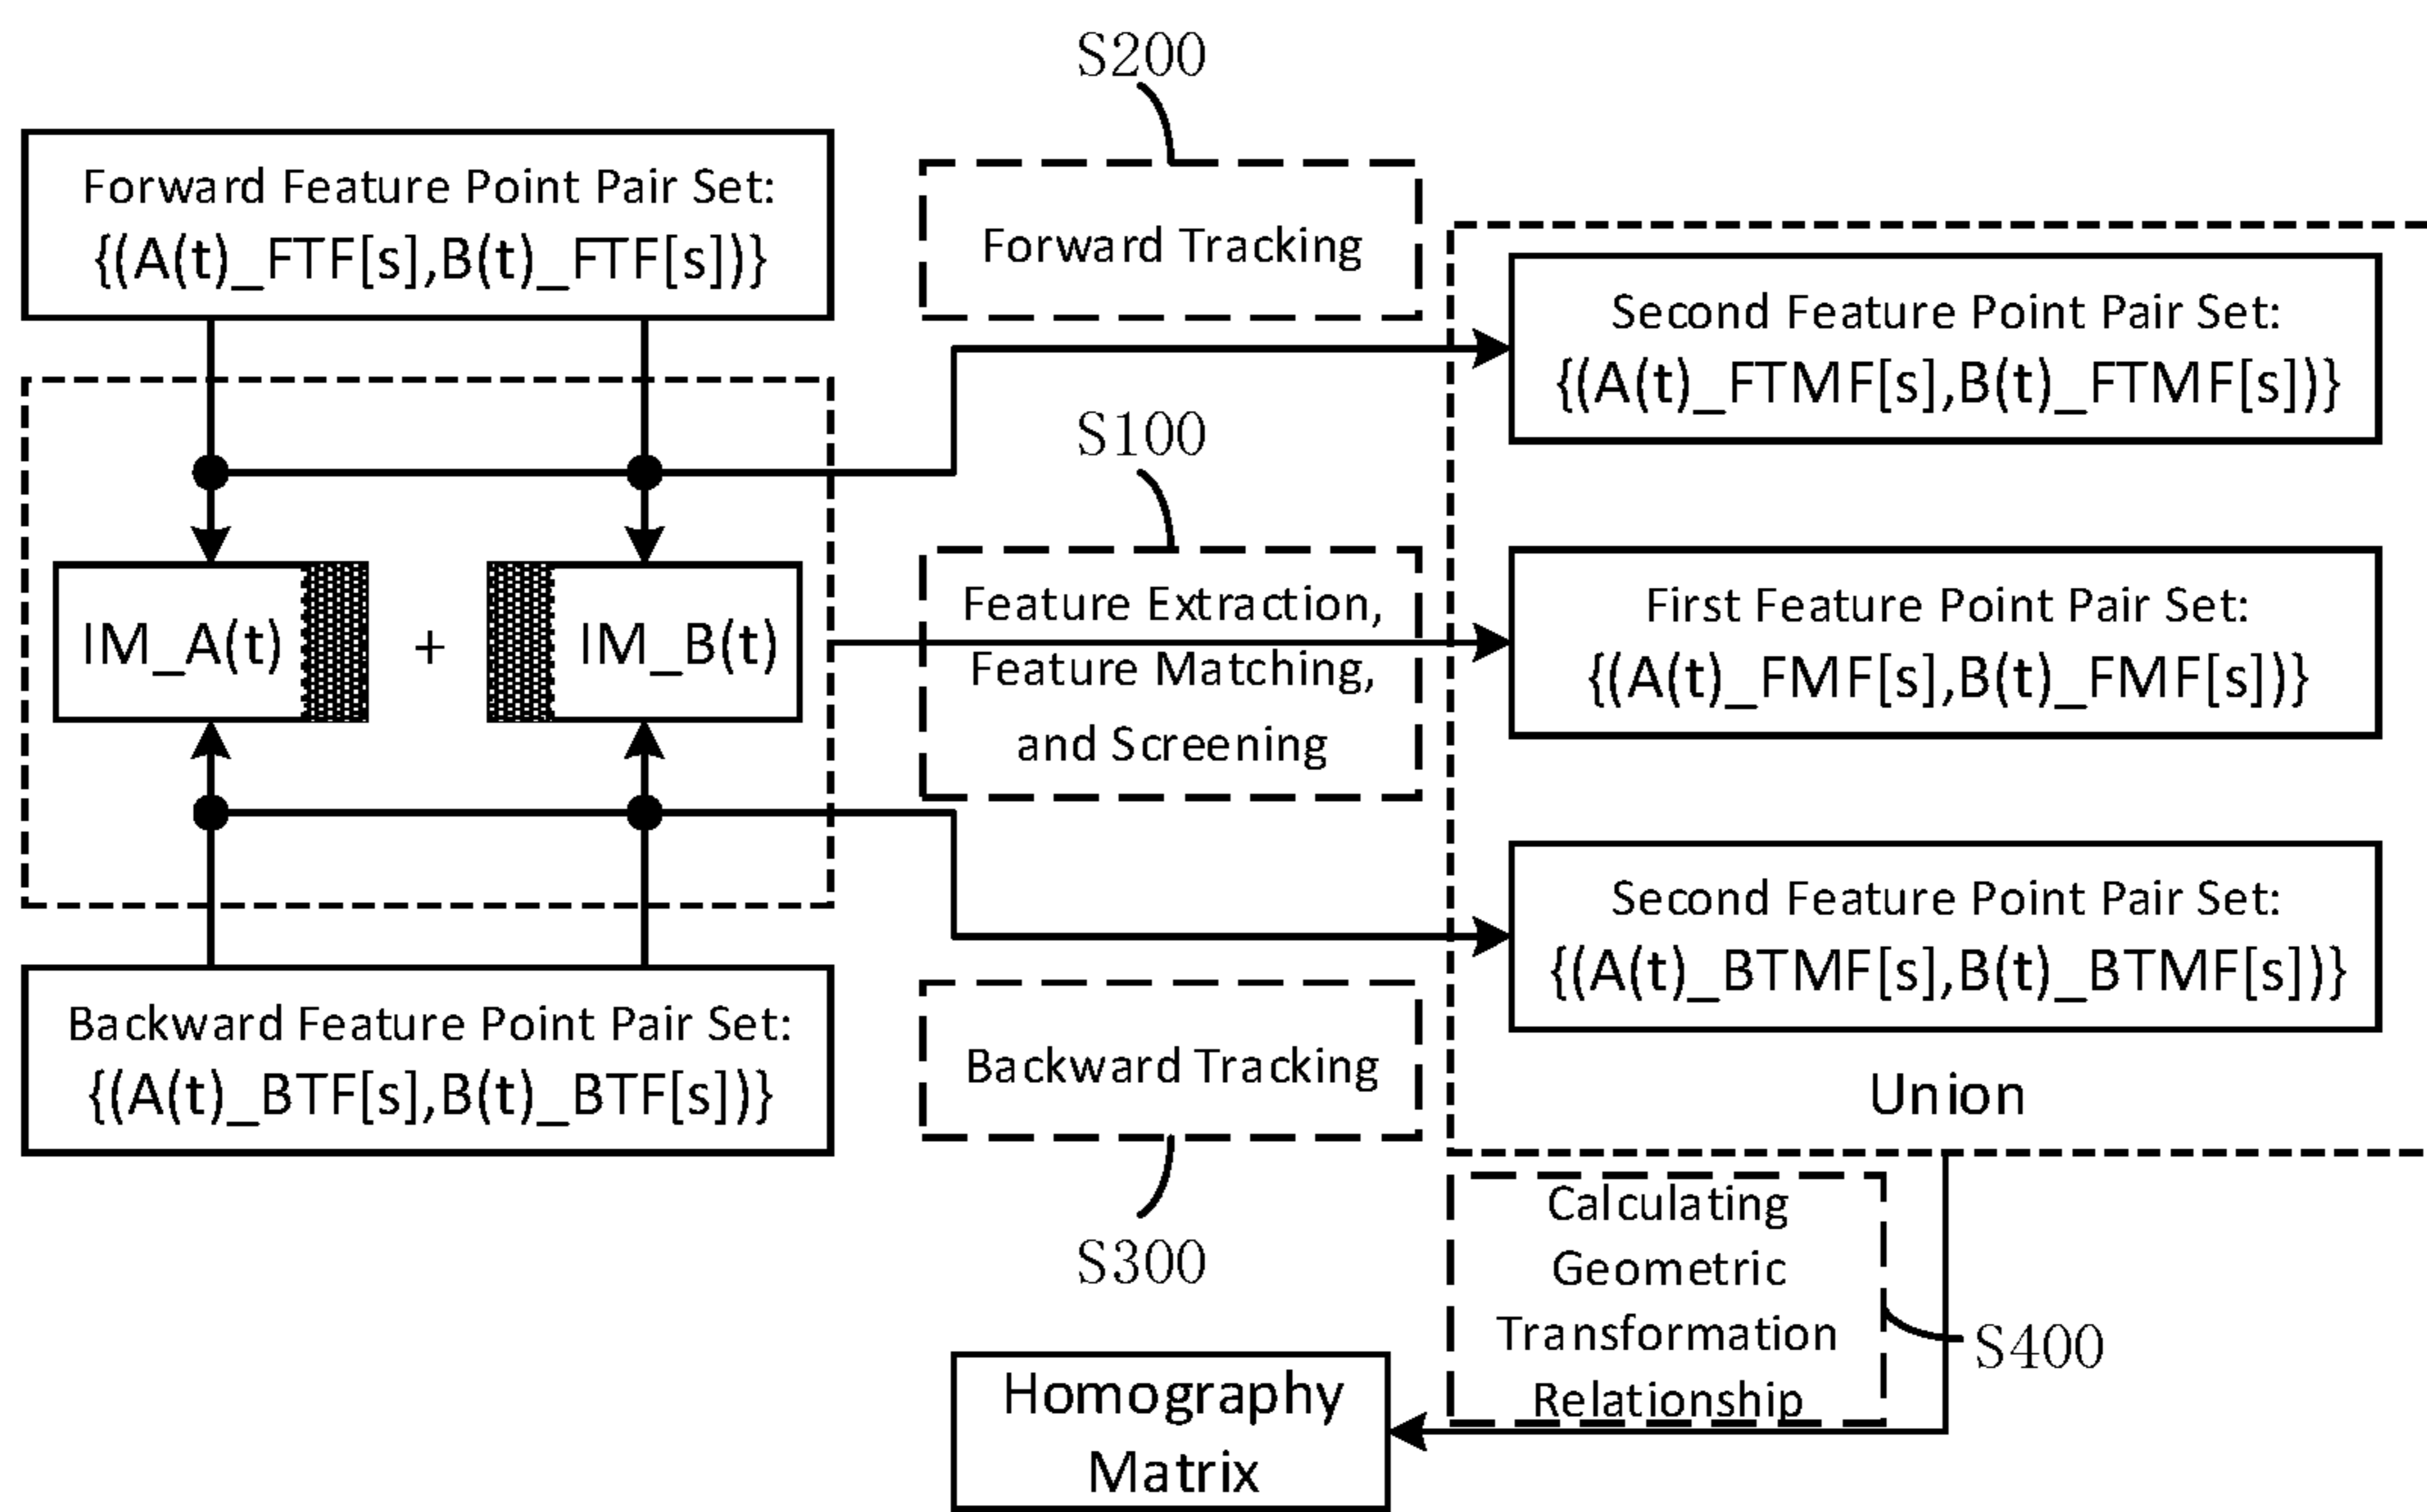 S200
Forward Feature Point Pair Set:
{(A(t)_FTF[s],B(t)_FTF[s])}
Forward Tracking
Second Feature Point Pair Set:
{(A(t)_FTMF[s],B(t)_FTMF[s])}
S100
IM_A(t)
+
IM_B(t)
Feature Extraction,
Feature Matching,
and Screening
First Feature Point Pair Set:
{(A(t)_FMF[s],B(t)_FMF[s])}
Second Feature Point Pair Set:
{(A(t)_BTMF[s],B(t)_BTMF[s])}
Backward Feature Point Pair Set:
{(A(t)_BTF[s],B(t)_BTF[s])}
Backward Tracking
Union
S300
Calculating
Geometric
Transformation
Relationship
S400
Homography
Matrix